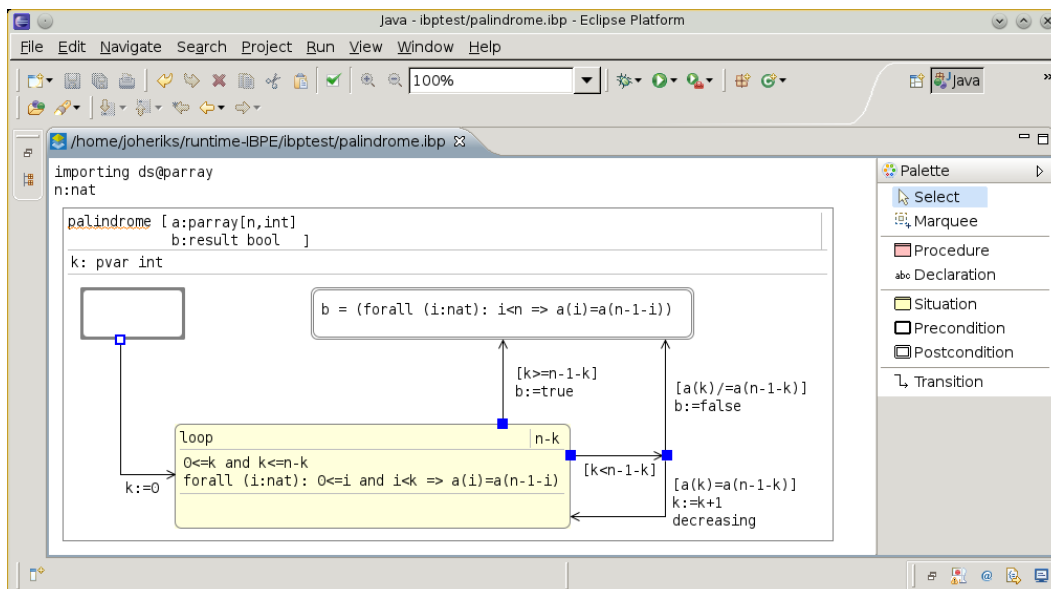 Java - ibptest/palindrome.ibp - Eclipse Platform
File Edit Navigate Search Project Run View Window Help
100%
Java
»
/home/joheriks/runtime-IBPE/ibptest/palindrome.ibp
importing ds@parray
n:nat
palindrome [ a:parray[n,int]
b:result bool ]
k: pvar int
b = (forall (i:nat): i<n => a(i)=a(n-1-i))
[k>=n-1-k]
b:=true
[a(k)/=a(n-1-k)]
b:=false
loop n-k
0<=k and k<=n-k
forall (i:nat): 0<=i and i<k => a(i)=a(n-1-i)
[k<n-1-k]
k:=0
[a(k)=a(n-1-k)]
k:=k+1
decreasing
Palette
Select
Marquee
Procedure
abc Declaration
Situation
Precondition
Postcondition
Transition